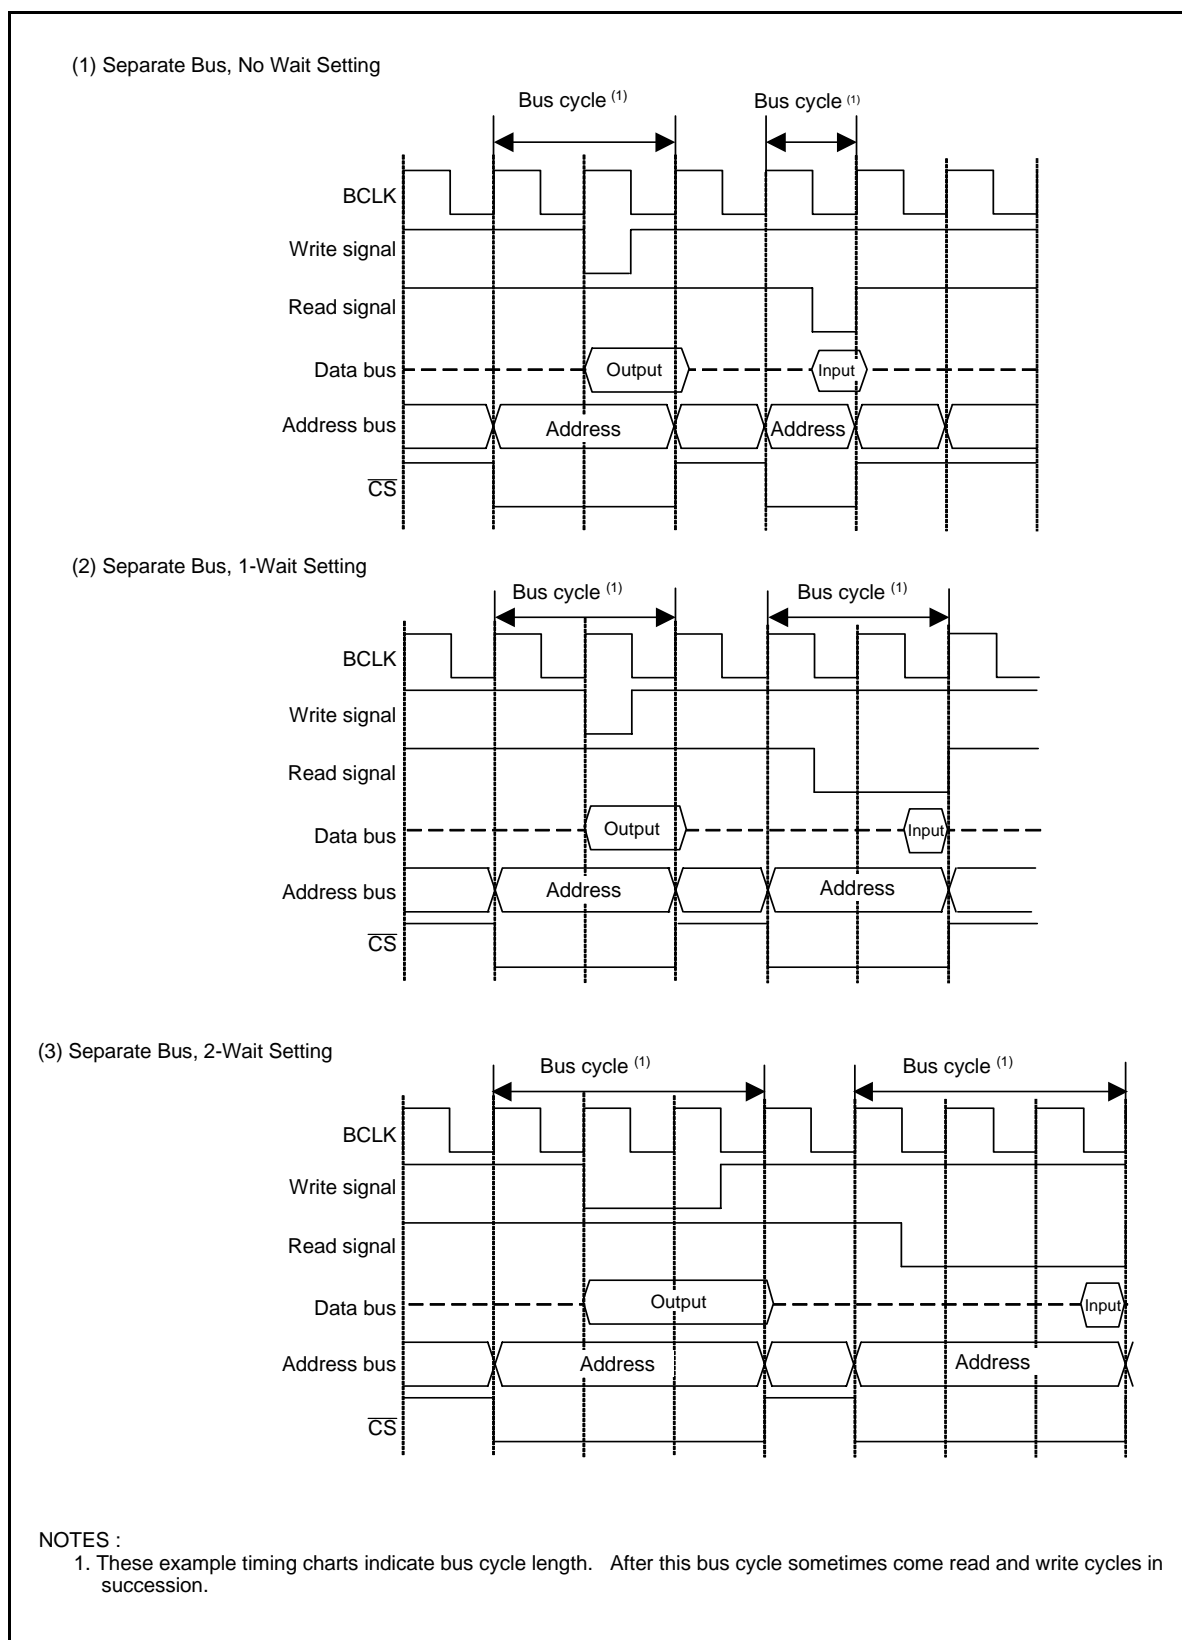 (1) Separate Bus, No Wait Setting
Bus cycle (1)
Bus cycle (1)
BCLK
Write signal
Read signal
Data bus
Output
Input
Address bus
Address
Address
CS
(2) Separate Bus, 1-Wait Setting
Bus cycle (1)
Bus cycle (1)
BCLK
Write signal
Read signal
Data bus
Output
Input
Address bus
Address
Address
CS
(3) Separate Bus, 2-Wait Setting
Bus cycle (1)
Bus cycle (1)
BCLK
Write signal
Read signal
Data bus
Output
Input
Address bus
Address
Address
CS
NOTES :
1. These example timing charts indicate bus cycle length. After this bus cycle sometimes come read and write cycles in
succession.